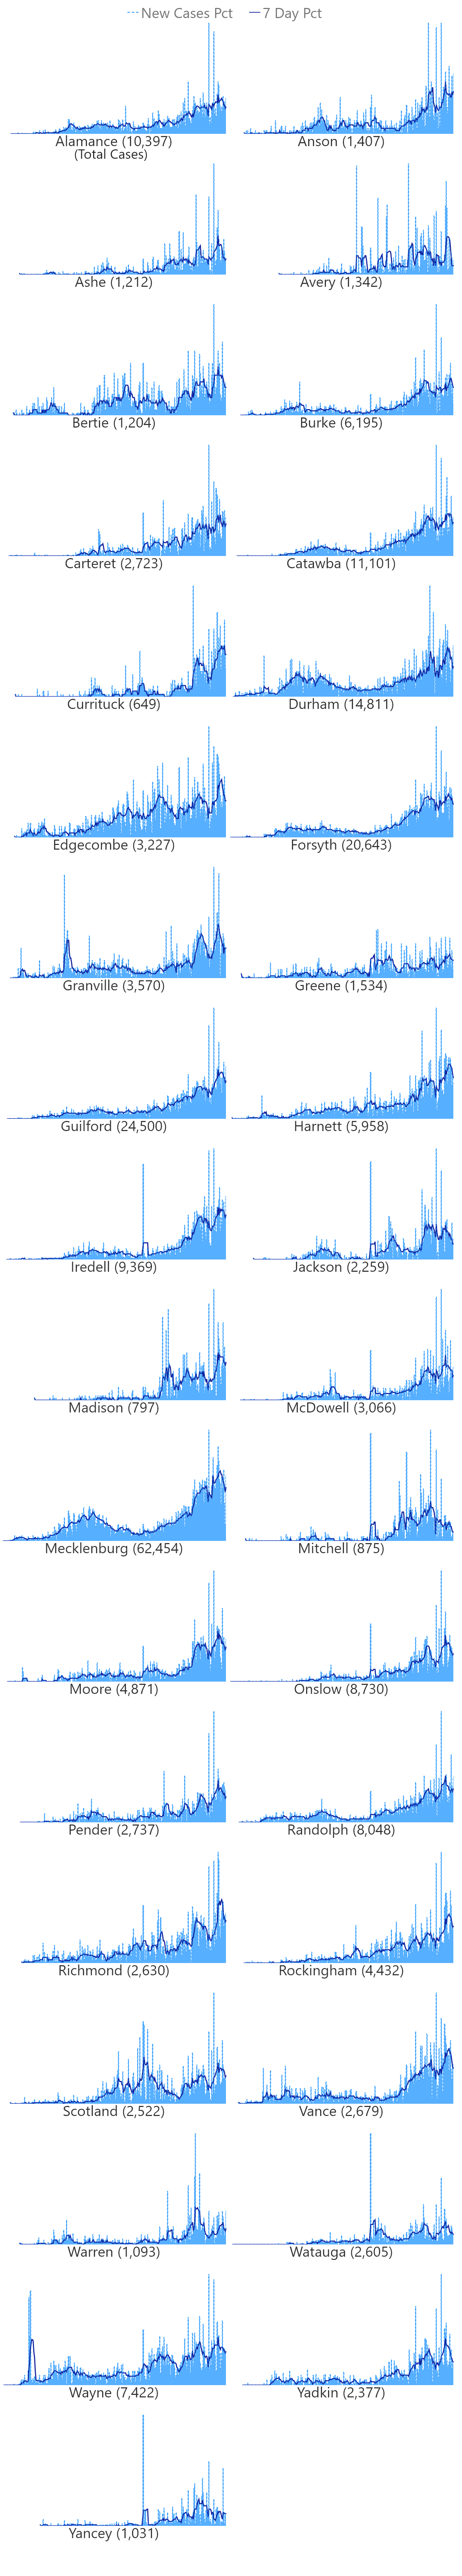 New Cases Pct 7 Day Pct
Alamance (10,397) Anson (1,407)
(Total Cases)
Ashe (1,212) Avery (1,342)
Bertie (1,204) Burke (6,195)
Carteret (2,723) Catawba (11,101)
Currituck (649) Durham (14,811)
Edgecombe (3,227) Forsyth (20,643)
Granville (3,570) Greene (1,534)
Guilford (24,500) Harnett (5,958)
Iredell (9,369) Jackson (2,259)
Madison (797) McDowell (3,066)
Mecklenburg (62,454) Mitchell (875)
Moore (4,871) Onslow (8,730)
Pender (2,737) Randolph (8,048)
Richmond (2,630) Rockingham (4,432)
Scotland (2,522) Vance (2,679)
Warren (1,093) Watauga (2,605)
Wayne (7,422) Yadkin (2,377)
Yancey (1,031)